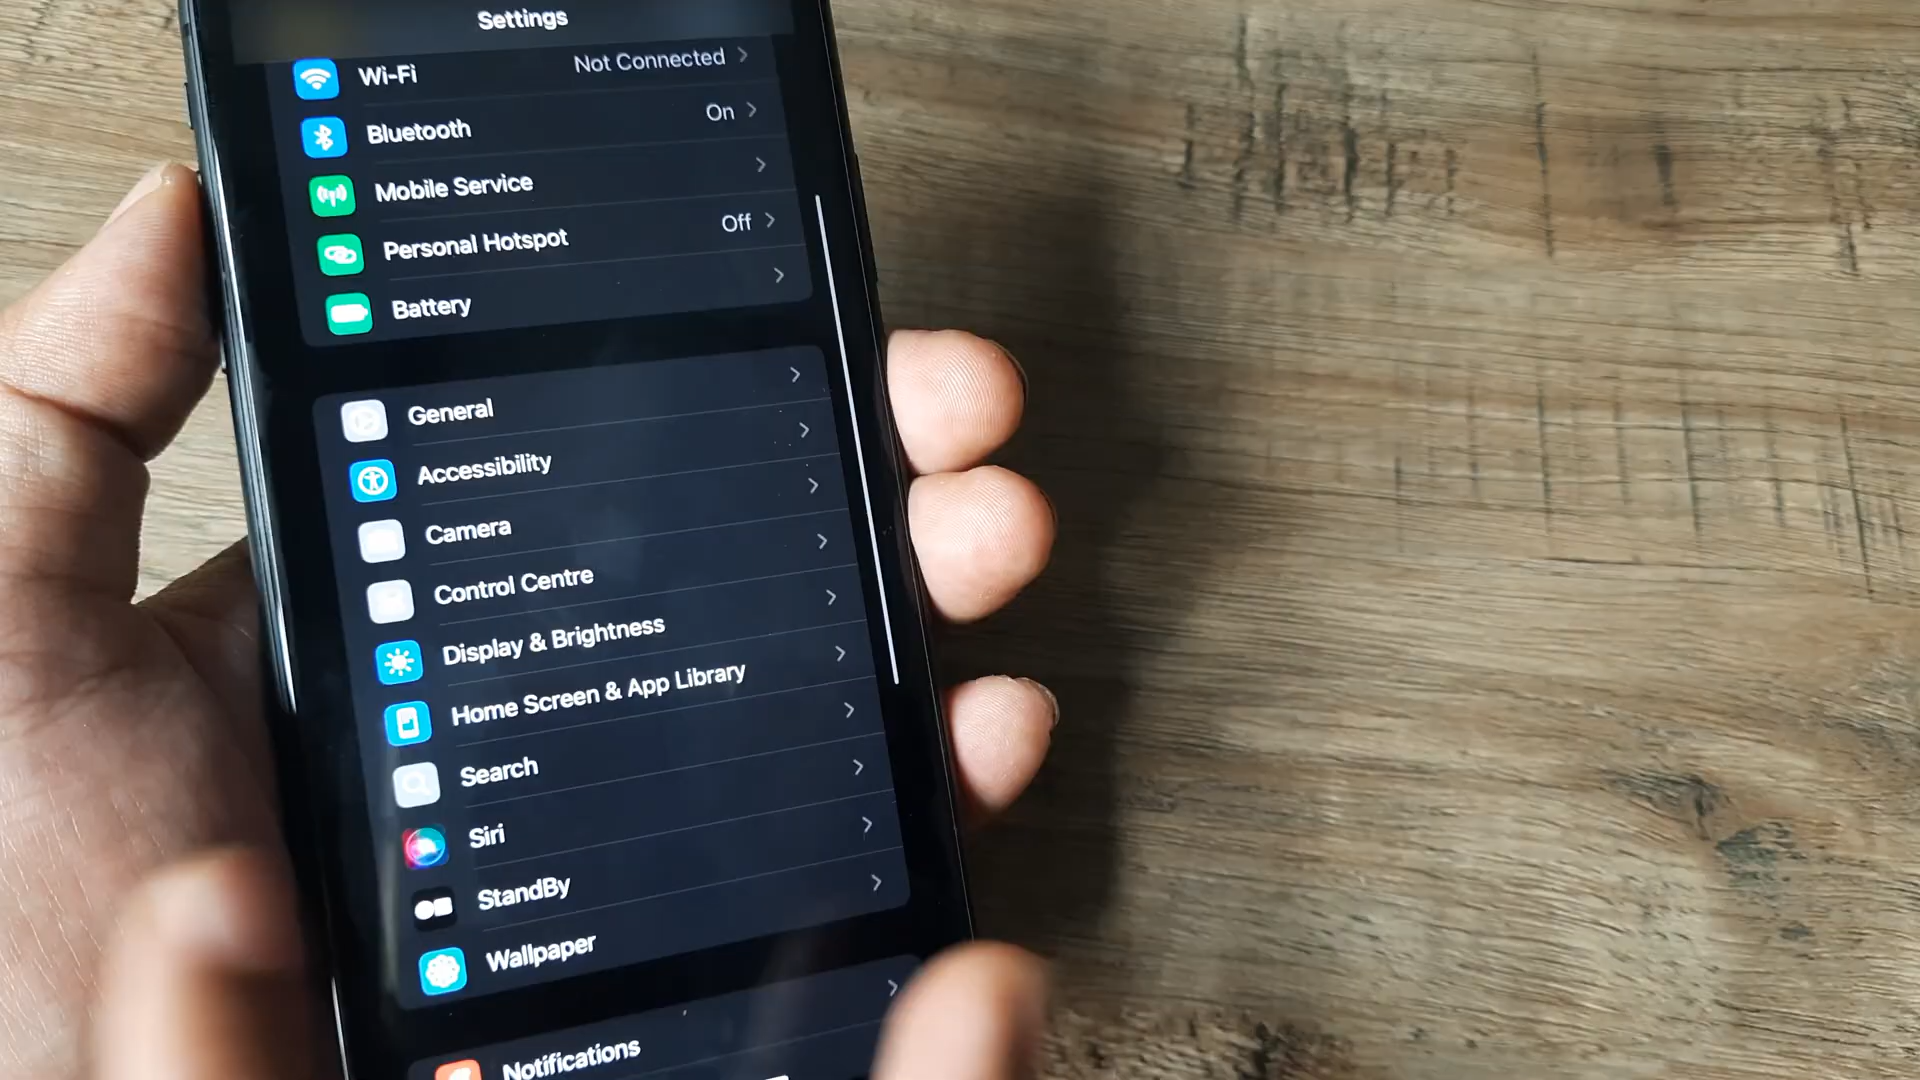 Settings
Wi-Fi Not Connected
Bluetooth On
Mobile Service
Personal Hotspot Off
Battery
General
Accessibility
Camera
Control Centre
Display & Brightness
Home Screen & App Library
Search
Siri
StandBy
Wallpaper
Notifications